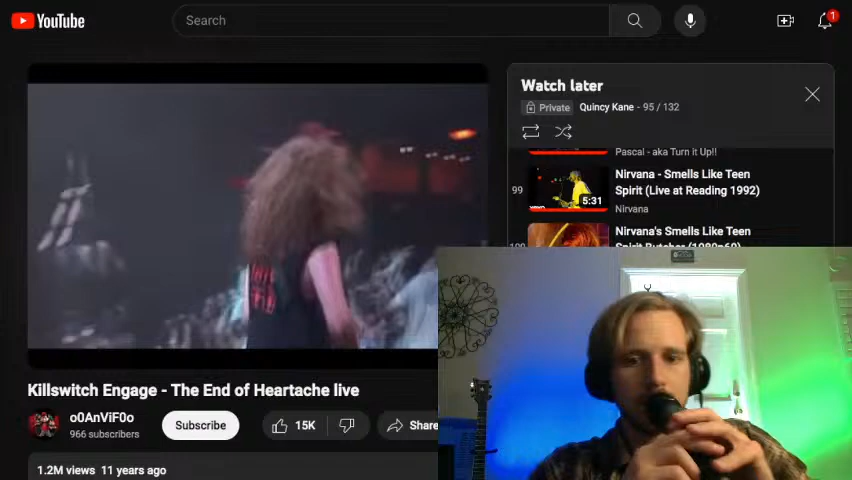 YouTube
Search
1
Watch later
Private Quincy Kane - 95 / 132
Pascal - aka Turn it Up!!
99
Nirvana - Smells Like Teen
Spirit (Live at Reading 1992)
5:31
Nirvana
Nirvana's Smells Like Teen
Killswitch Engage - The End of Heartache live
o0AnViF0o
966 subscribers
Subscribe
15K
Share
1.2M views 11 years ago